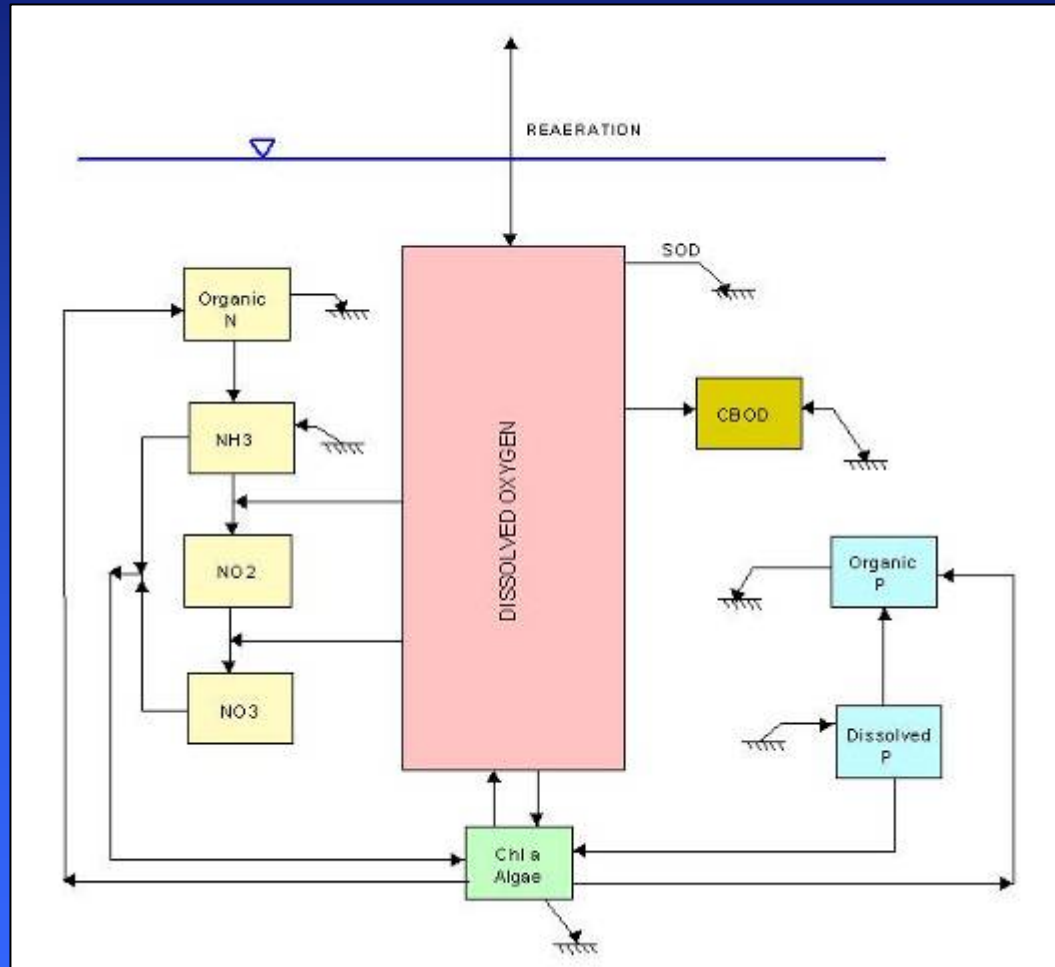 REAERATION
SOD
Organic
N
CBOD
NH3
DISSOLVED OXYGEN
NO2
Organic
P
NO3
Dissolved
P
Chl a
Algae